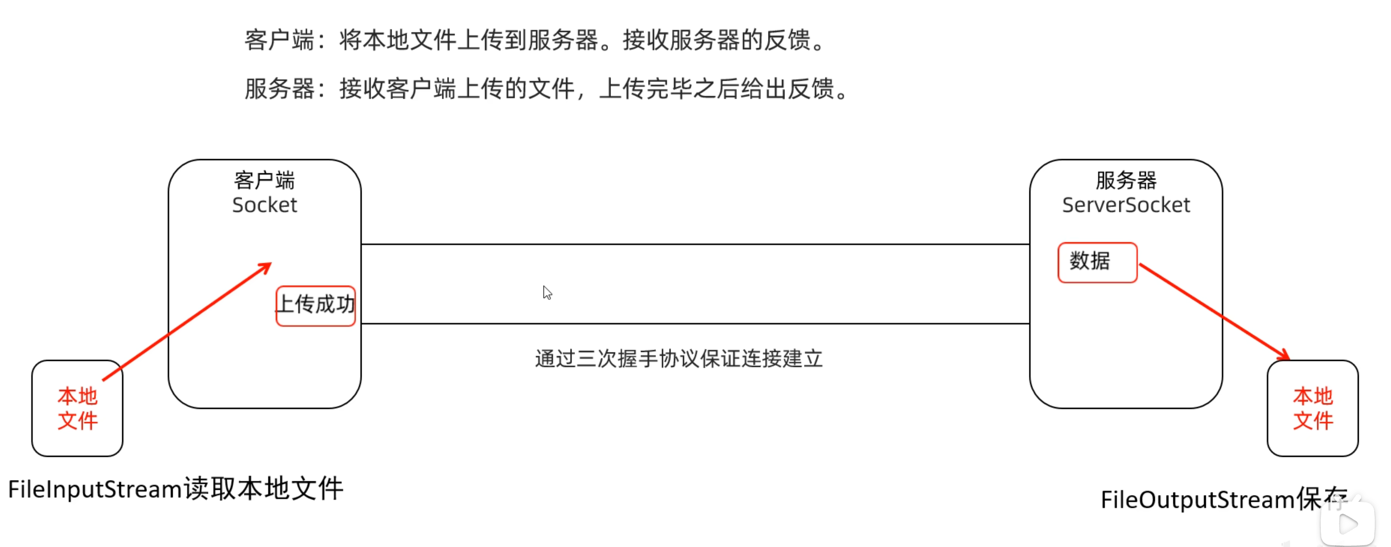 客户端：将本地文件上传到服务器。接收服务器的反馈。
服务器：接收客户端上传的文件，上传完毕之后给出反馈。
客户端
Socket
服务器
ServerSocket
数据
上传成功
通过三次握手协议保证连接建立
本地
文件
本地
文件
FileInputStream读取本地文件
FileOutputStream保存